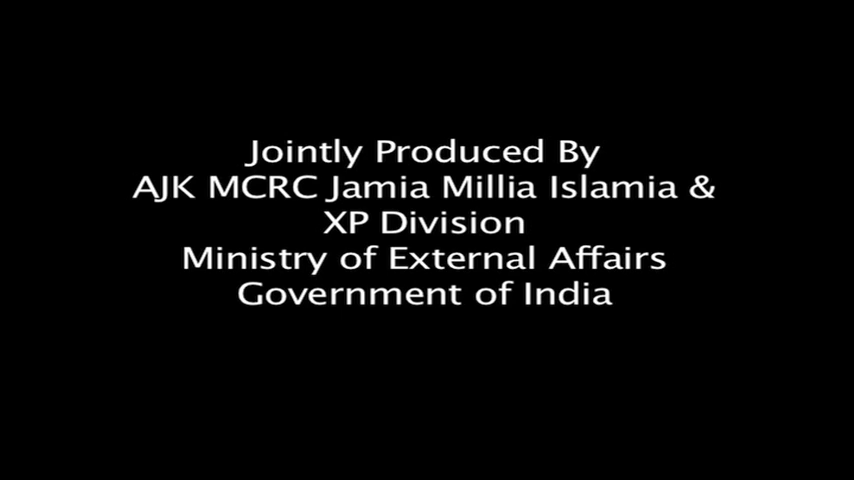 Jointly Produced By
AJK MCRC Jamia Millia Islamia &
XP Division
Ministry of External Affairs
Government of India